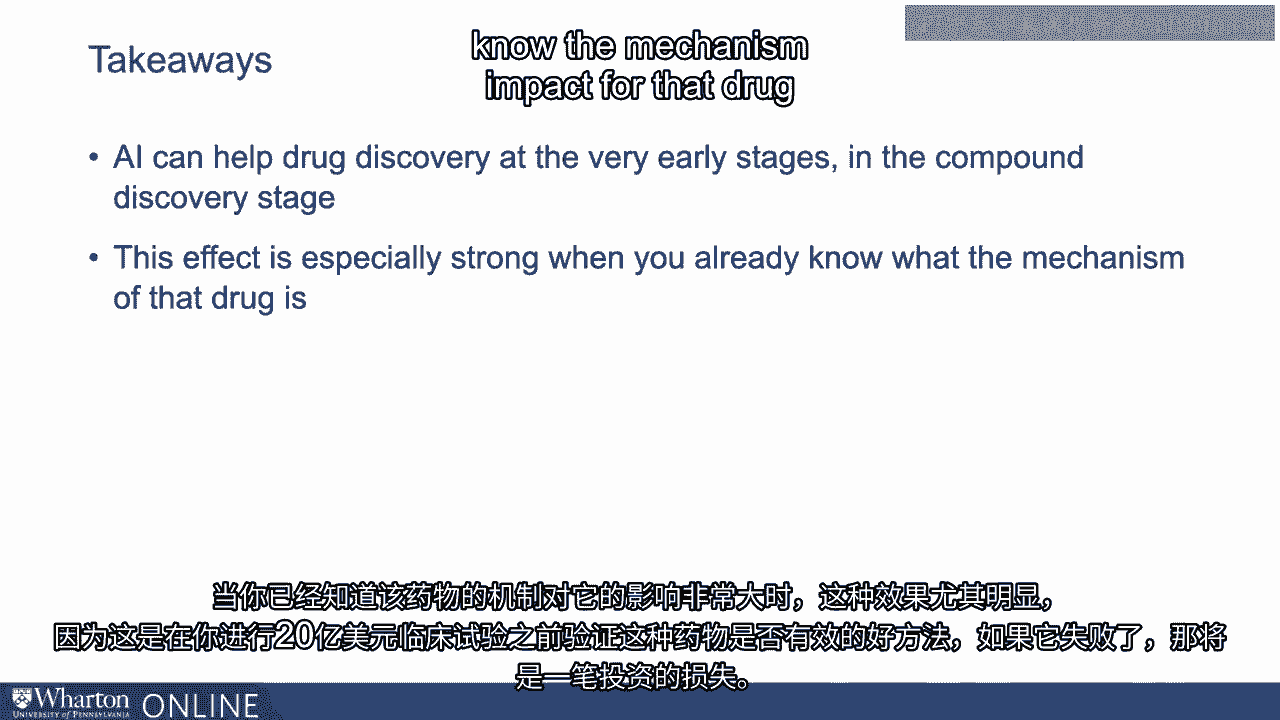 know the mechanism
impact for that drug
Takeaways
• AI can help drug discovery at the very early stages, in the compound
discovery stage
• This effect is especially strong when you already know what the mechanism
of that drug is
当你已经知道该药物的机制对它的影响非常大时，这种效果尤其明显，
因为这是在你进行20亿美元临床试验之前验证这种药物是否有效的好方法，如果它失败了，那将
是一笔投资的损失。
Wharton
UNIVERSITY of PENNSYLVANIA
ONLINE